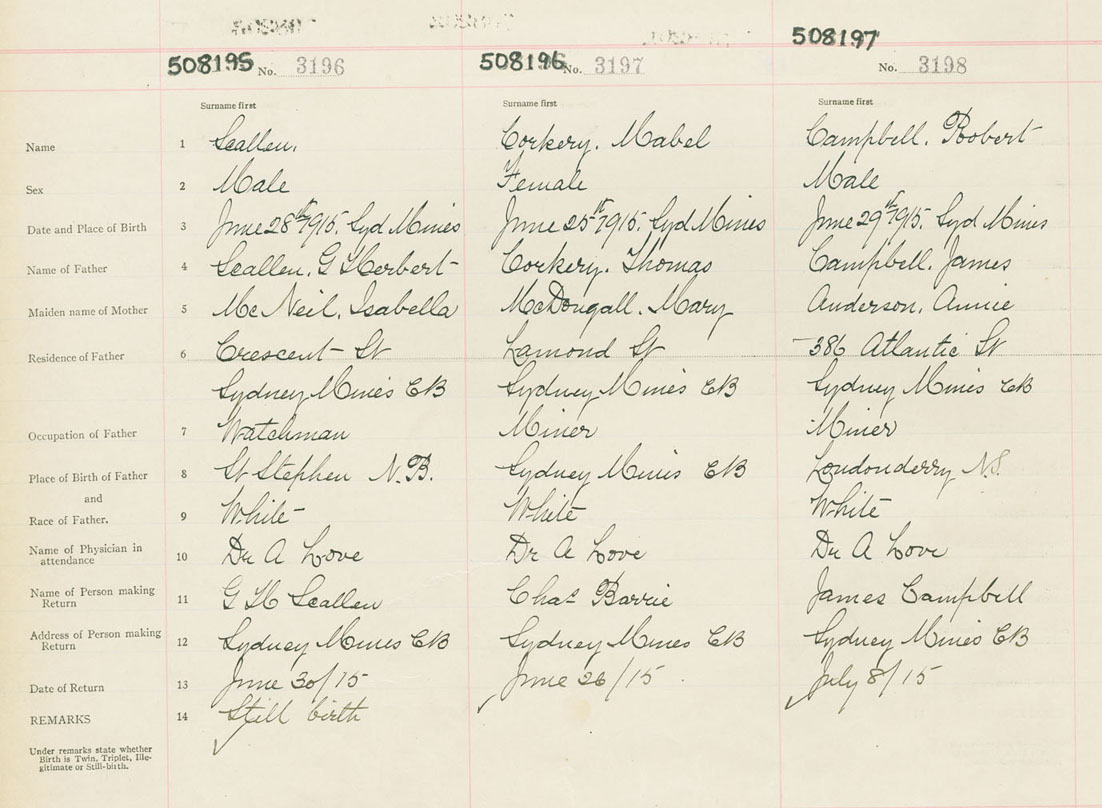 508195 No. 3196 508196 No. 3197 508197 No. 3198
Surname first Surname first Surname first
Name 1 Scallen. Corkery. Mabel Campbell. Robert
Sex 2 Male Female Male
Date and Place of Birth 3 June 28th 1915. Syd Mines June 25th 1915. Syd Mines June 29th 1915. Syd Mines
Name of Father 4 Scallen. G Herbert Corkery. Thomas Campbell. James
Maiden name of Mother 5 McNeil. Isabella McDougall. Mary Anderson. Annie
Residence of Father 6 Crescent St Lamond St 386 Atlantic St
Sydney Mines CB Sydney Mines CB Sydney Mines CB
Occupation of Father 7 Watchman Miner Miner
Place of Birth of Father 8 St Stephen N.B. Sydney Mines CB Londonderry N.S.
and
Race of Father. 9 White White White
Name of Physician in
attendance 10 Dr A Love Dr A Love Dr A Love
Name of Person making
Return 11 G H Scallen Chas Barrie James Campbell
Address of Person making
Return 12 Sydney Mines CB Sydney Mines CB Sydney Mines CB
Date of Return 13 June 30/15 June 26/15 July 8/15
REMARKS 14 Still birth
Under remarks state whether
Birth is Twin, Triplet, Ille-
gitimate or Still-birth.